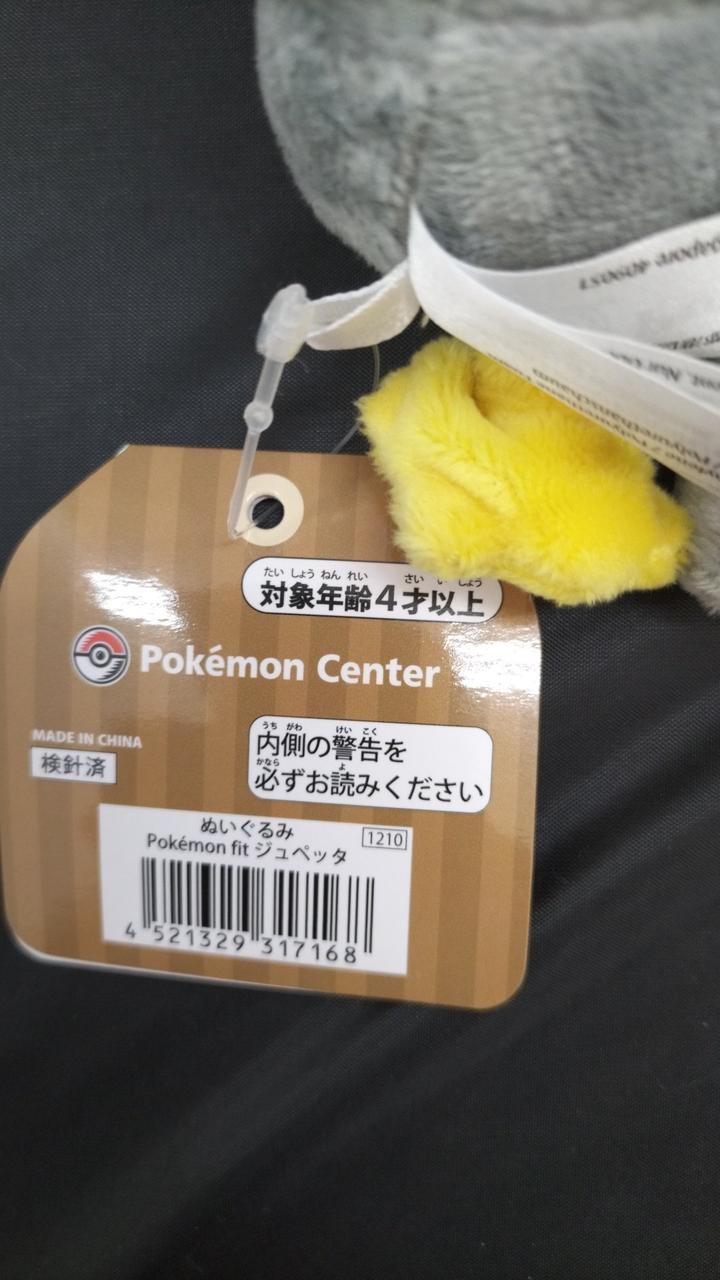 たい しょう ねん れい さい い じょう
対象年齢4才以上
Pokémon Center
MADE IN CHINA
検針済
うち がわ けい こく
内側の警告を
かなら よ
必ずお読みください
ぬいぐるみ
1210
Pokémon fit ジュペッタ
4 521329 317168